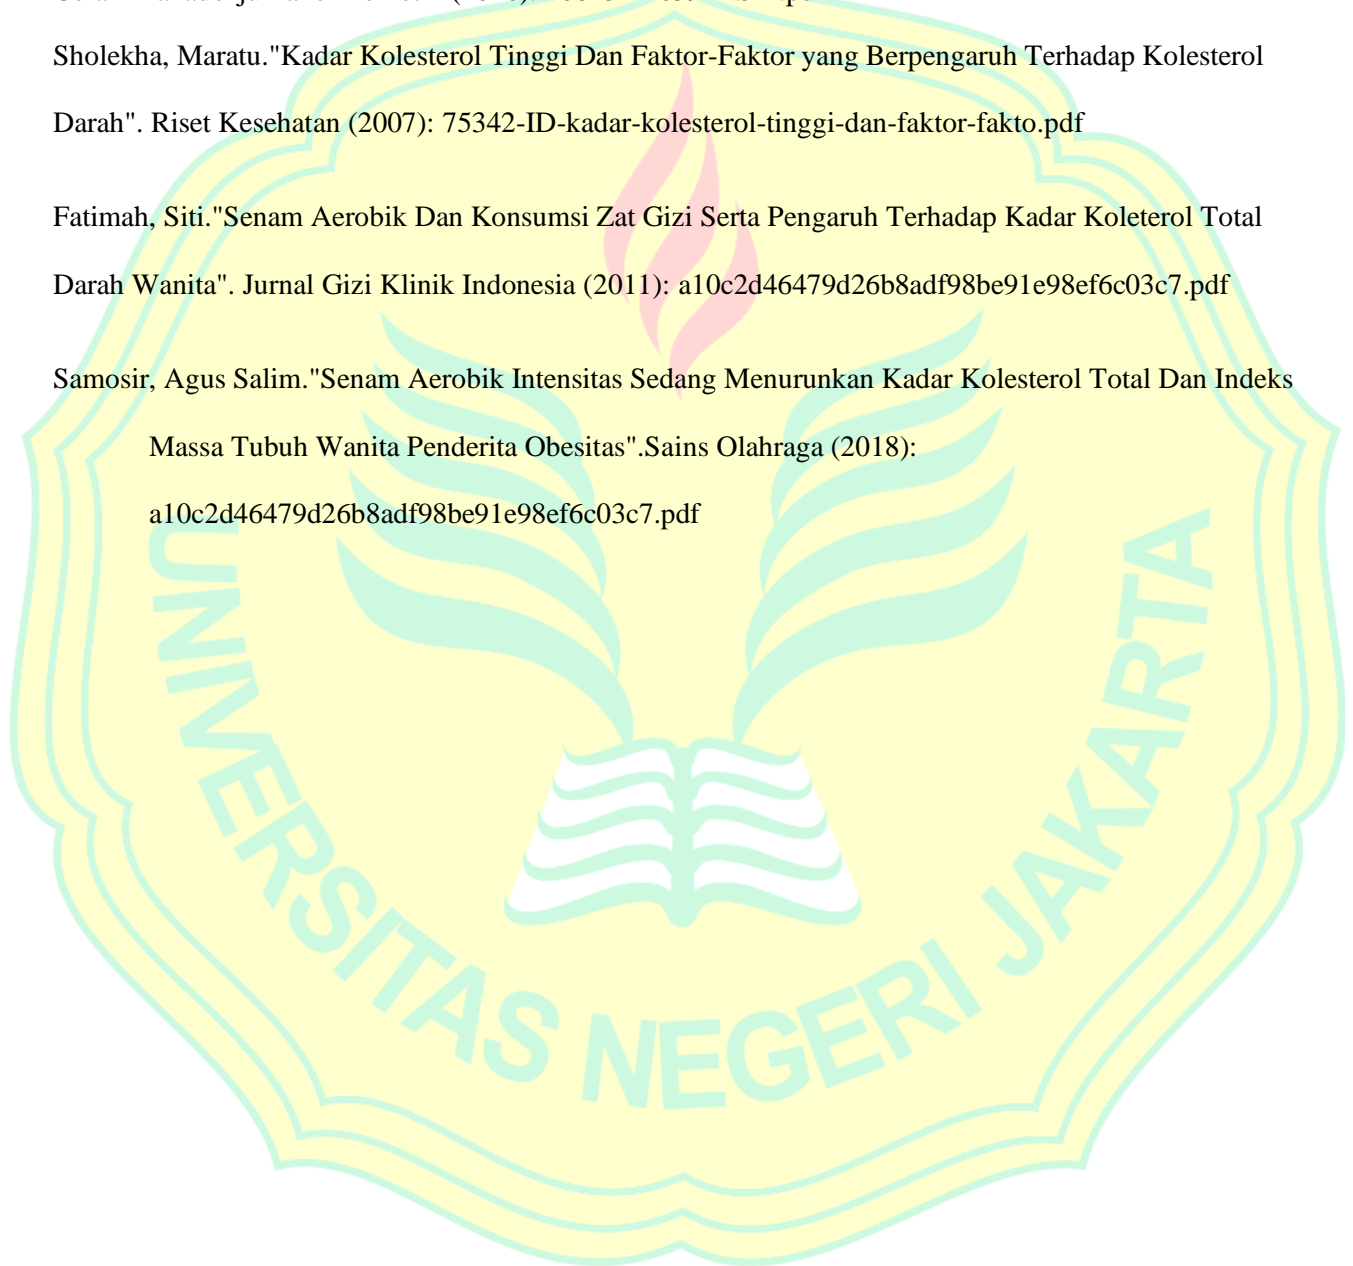 Sholekha, Maratu."Kadar Kolesterol Tinggi Dan Faktor-Faktor yang Berpengaruh Terhadap Kolesterol
Darah". Riset Kesehatan (2007): 75342-ID-kadar-kolesterol-tinggi-dan-faktor-fakto.pdf
Fatimah, Siti."Senam Aerobik Dan Konsumsi Zat Gizi Serta Pengaruh Terhadap Kadar Koleterol Total
Darah Wanita". Jurnal Gizi Klinik Indonesia (2011): a10c2d46479d26b8adf98be91e98ef6c03c7.pdf
Samosir, Agus Salim."Senam Aerobik Intensitas Sedang Menurunkan Kadar Kolesterol Total Dan Indeks
Massa Tubuh Wanita Penderita Obesitas".Sains Olahraga (2018):
a10c2d46479d26b8adf98be91e98ef6c03c7.pdf
UNIVERSITAS NEGERI JAKARTA